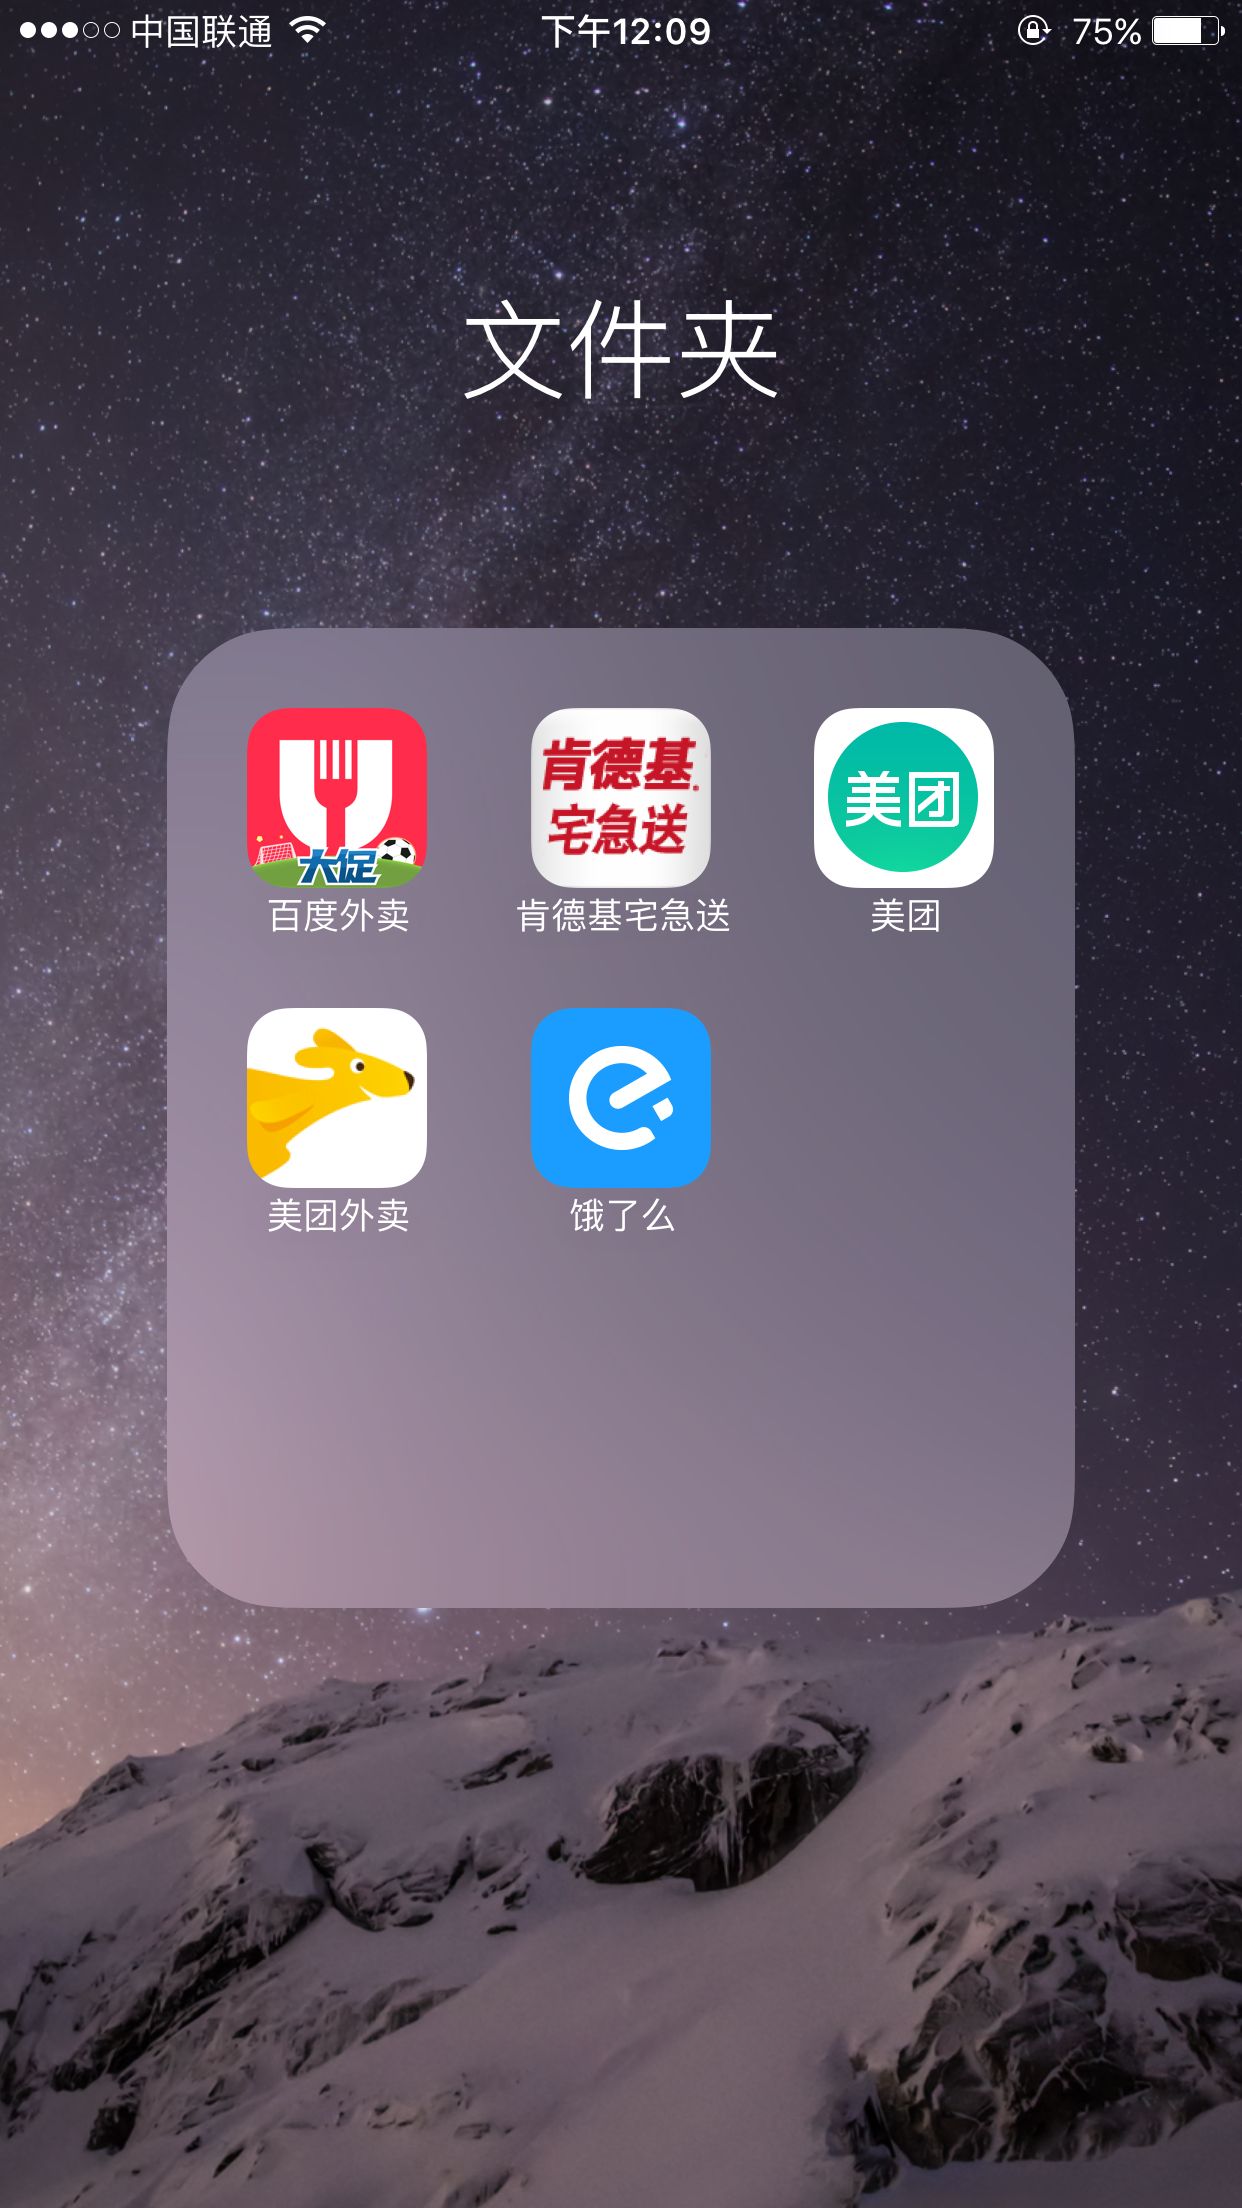 中国联通 下午12:09 75%
文件夹
大促
肯德基
宅急送
美团
百度外卖 肯德基宅急送 美团
美团外卖 饿了么